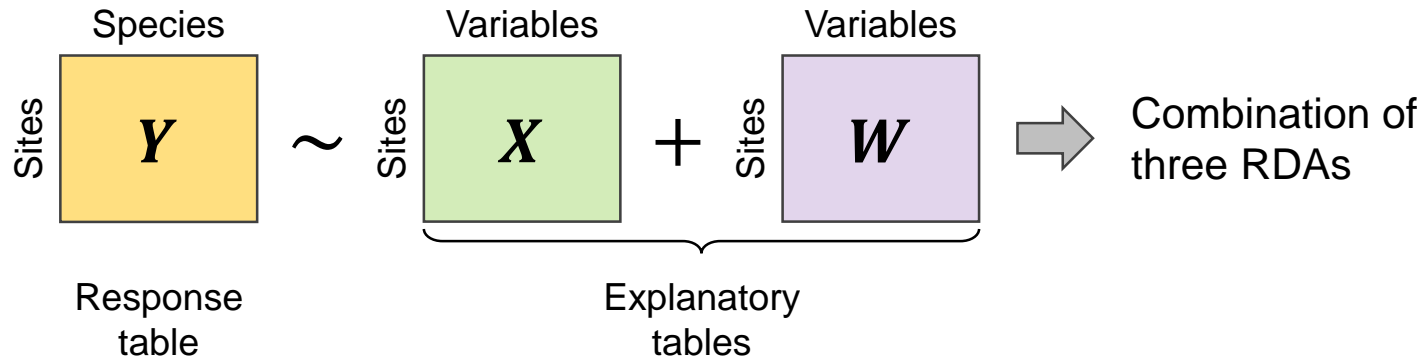 Species
Variables
Variables
Sites
Y
~
Sites
X
+
Sites
W
Combination of
three RDAs
Response
table
Explanatory
tables